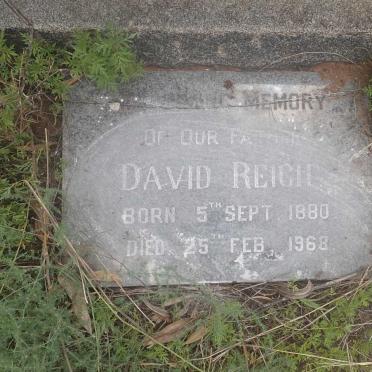 MEMORY
OF OUR FATHER
DAVID REICH
BORN 5TH SEPT. 1880
DIED 25TH FEB. 1968